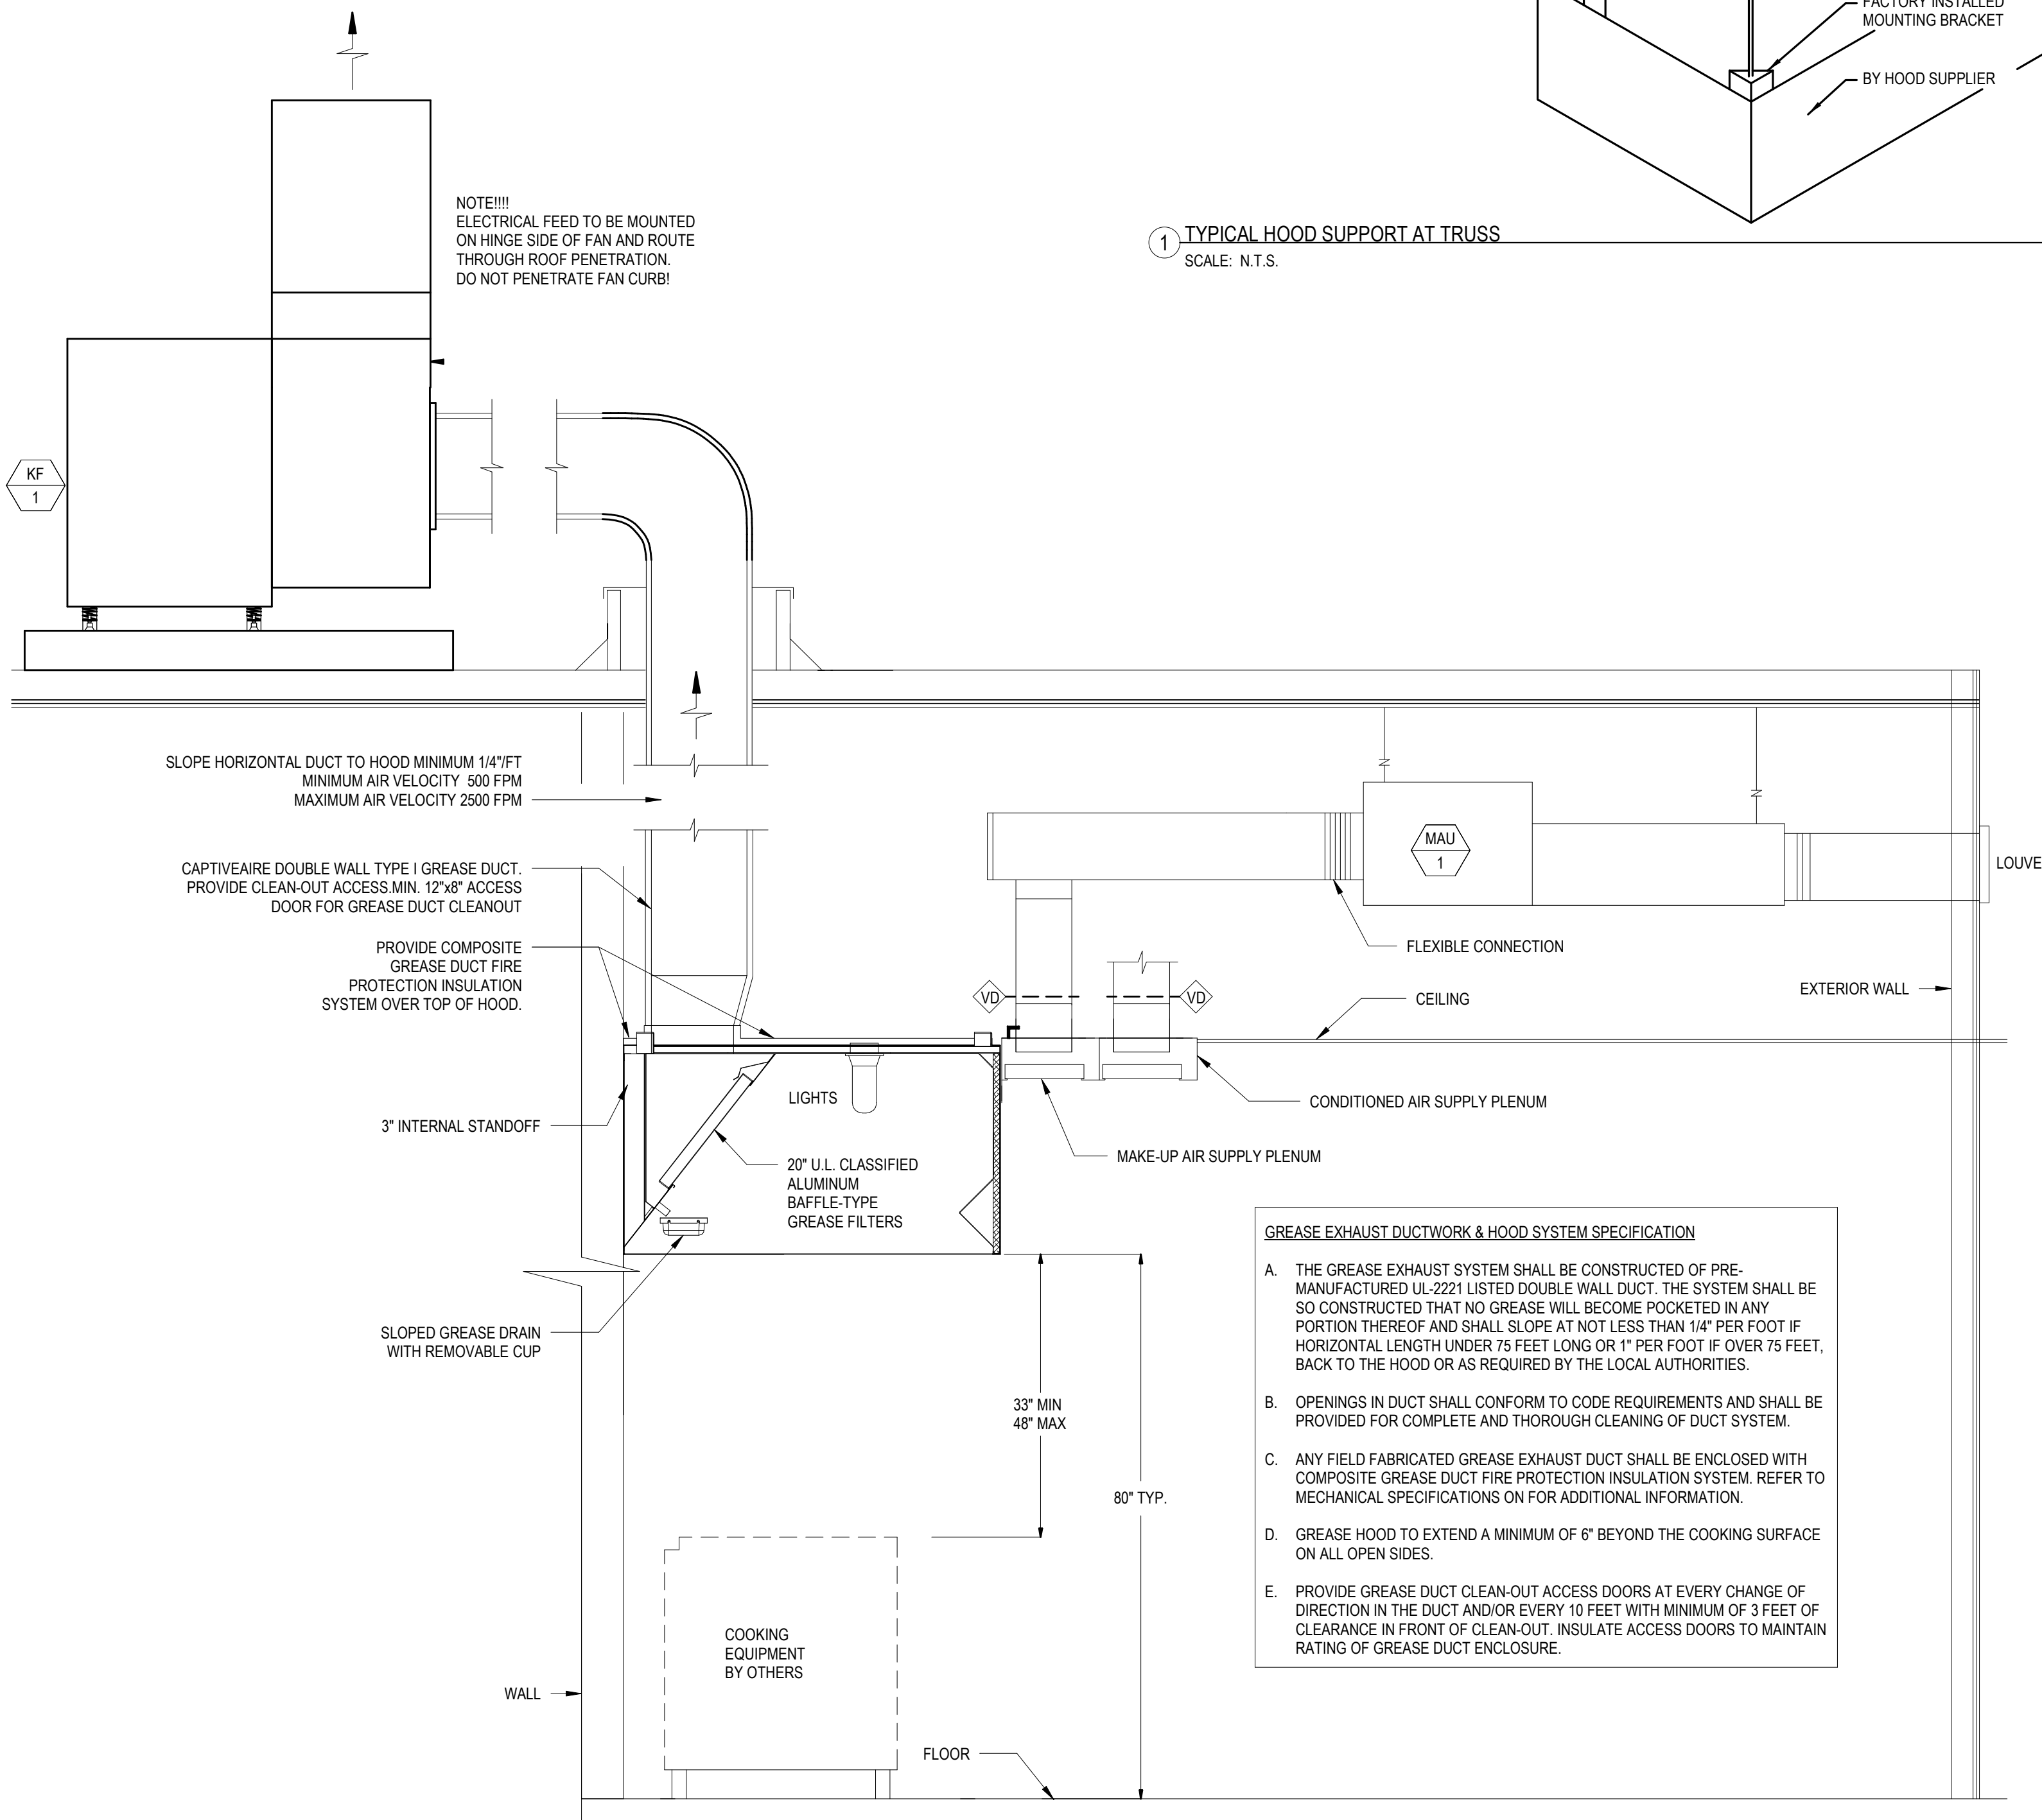 FACTORY INSTALLED
MOUNTING BRACKET
BY HOOD SUPPLIER
1
TYPICAL HOOD SUPPORT AT TRUSS
SCALE: N.T.S.
NOTE!!!!
ELECTRICAL FEED TO BE MOUNTED
ON HINGE SIDE OF FAN AND ROUTE
THROUGH ROOF PENETRATION.
DO NOT PENETRATE FAN CURB!
KF
1
SLOPE HORIZONTAL DUCT TO HOOD MINIMUM 1/4"/FT
MINIMUM AIR VELOCITY 500 FPM
MAXIMUM AIR VELOCITY 2500 FPM
MAU
1
LOUVE
CAPTIVEAIRE DOUBLE WALL TYPE I GREASE DUCT.
PROVIDE CLEAN-OUT ACCESS.MIN. 12"x8" ACCESS
DOOR FOR GREASE DUCT CLEANOUT
PROVIDE COMPOSITE
GREASE DUCT FIRE
PROTECTION INSULATION
SYSTEM OVER TOP OF HOOD.
FLEXIBLE CONNECTION
VD
VD
CEILING
EXTERIOR WALL
LIGHTS
3" INTERNAL STANDOFF
CONDITIONED AIR SUPPLY PLENUM
MAKE-UP AIR SUPPLY PLENUM
20" U.L. CLASSIFIED
ALUMINUM
BAFFLE-TYPE
GREASE FILTERS
SLOPED GREASE DRAIN
WITH REMOVABLE CUP
33" MIN
48" MAX
80" TYP.
GREASE EXHAUST DUCTWORK & HOOD SYSTEM SPECIFICATION
A. THE GREASE EXHAUST SYSTEM SHALL BE CONSTRUCTED OF PRE-
MANUFACTURED UL-2221 LISTED DOUBLE WALL DUCT. THE SYSTEM SHALL BE
SO CONSTRUCTED THAT NO GREASE WILL BECOME POCKETED IN ANY
PORTION THEREOF AND SHALL SLOPE AT NOT LESS THAN 1/4" PER FOOT IF
HORIZONTAL LENGTH UNDER 75 FEET LONG OR 1" PER FOOT IF OVER 75 FEET,
BACK TO THE HOOD OR AS REQUIRED BY THE LOCAL AUTHORITIES.
B. OPENINGS IN DUCT SHALL CONFORM TO CODE REQUIREMENTS AND SHALL BE
PROVIDED FOR COMPLETE AND THOROUGH CLEANING OF DUCT SYSTEM.
C. ANY FIELD FABRICATED GREASE EXHAUST DUCT SHALL BE ENCLOSED WITH
COMPOSITE GREASE DUCT FIRE PROTECTION INSULATION SYSTEM. REFER TO
MECHANICAL SPECIFICATIONS ON FOR ADDITIONAL INFORMATION.
D. GREASE HOOD TO EXTEND A MINIMUM OF 6" BEYOND THE COOKING SURFACE
ON ALL OPEN SIDES.
E. PROVIDE GREASE DUCT CLEAN-OUT ACCESS DOORS AT EVERY CHANGE OF
DIRECTION IN THE DUCT AND/OR EVERY 10 FEET WITH MINIMUM OF 3 FEET OF
CLEARANCE IN FRONT OF CLEAN-OUT. INSULATE ACCESS DOORS TO MAINTAIN
RATING OF GREASE DUCT ENCLOSURE.
COOKING
EQUIPMENT
BY OTHERS
WALL
FLOOR